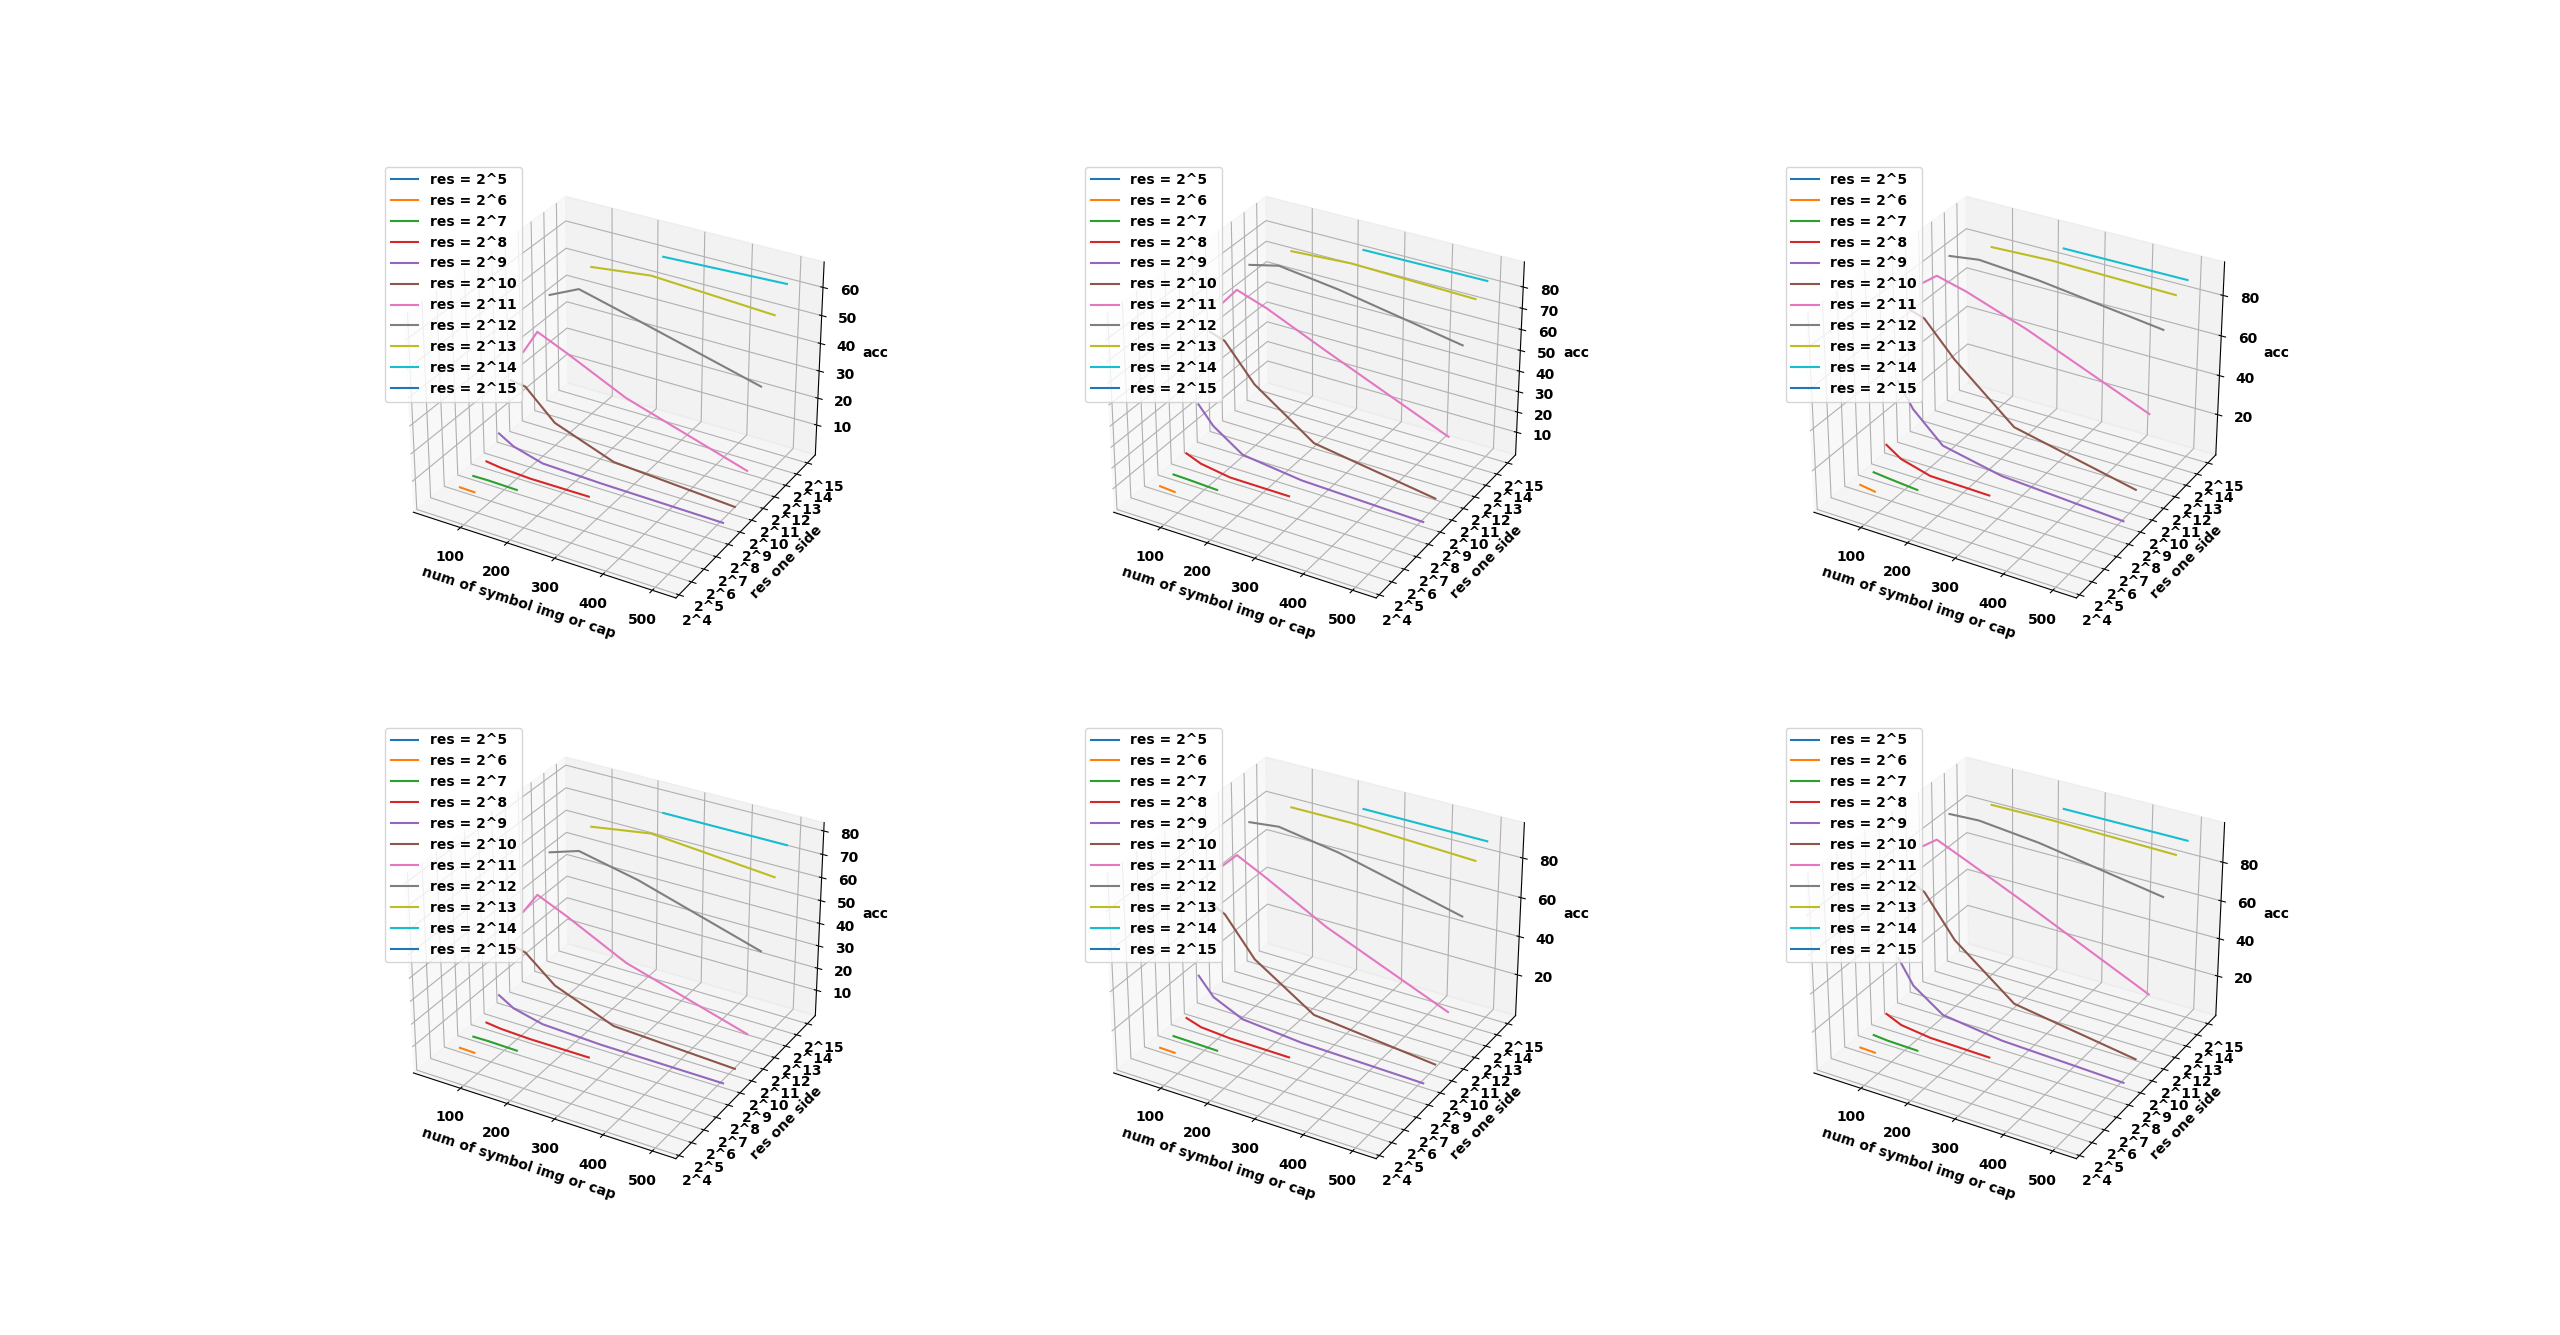 res = 2^5
res = 2^6
res = 2^7
res = 2^8
res = 2^9
res = 2^10
res = 2^11
res = 2^12
res = 2^13
res = 2^14
res = 2^15
60
50
40
30
20
10
acc
2^15
2^14
2^13
2^12
2^11
2^10
2^9
2^8
2^7
2^6
2^5
2^4
res one side
100
200
300
400
500
num of symbol img or cap
res = 2^5
res = 2^6
res = 2^7
res = 2^8
res = 2^9
res = 2^10
res = 2^11
res = 2^12
res = 2^13
res = 2^14
res = 2^15
80
70
60
50
40
30
20
10
acc
2^15
2^14
2^13
2^12
2^11
2^10
2^9
2^8
2^7
2^6
2^5
2^4
res one side
100
200
300
400
500
num of symbol img or cap
res = 2^5
res = 2^6
res = 2^7
res = 2^8
res = 2^9
res = 2^10
res = 2^11
res = 2^12
res = 2^13
res = 2^14
res = 2^15
80
60
40
20
acc
2^15
2^14
2^13
2^12
2^11
2^10
2^9
2^8
2^7
2^6
2^5
2^4
res one side
100
200
300
400
500
num of symbol img or cap
res = 2^5
res = 2^6
res = 2^7
res = 2^8
res = 2^9
res = 2^10
res = 2^11
res = 2^12
res = 2^13
res = 2^14
res = 2^15
80
70
60
50
40
30
20
10
acc
2^15
2^14
2^13
2^12
2^11
2^10
2^9
2^8
2^7
2^6
2^5
2^4
res one side
100
200
300
400
500
num of symbol img or cap
res = 2^5
res = 2^6
res = 2^7
res = 2^8
res = 2^9
res = 2^10
res = 2^11
res = 2^12
res = 2^13
res = 2^14
res = 2^15
80
60
40
20
acc
2^15
2^14
2^13
2^12
2^11
2^10
2^9
2^8
2^7
2^6
2^5
2^4
res one side
100
200
300
400
500
num of symbol img or cap
res = 2^5
res = 2^6
res = 2^7
res = 2^8
res = 2^9
res = 2^10
res = 2^11
res = 2^12
res = 2^13
res = 2^14
res = 2^15
80
60
40
20
acc
2^15
2^14
2^13
2^12
2^11
2^10
2^9
2^8
2^7
2^6
2^5
2^4
res one side
100
200
300
400
500
num of symbol img or cap